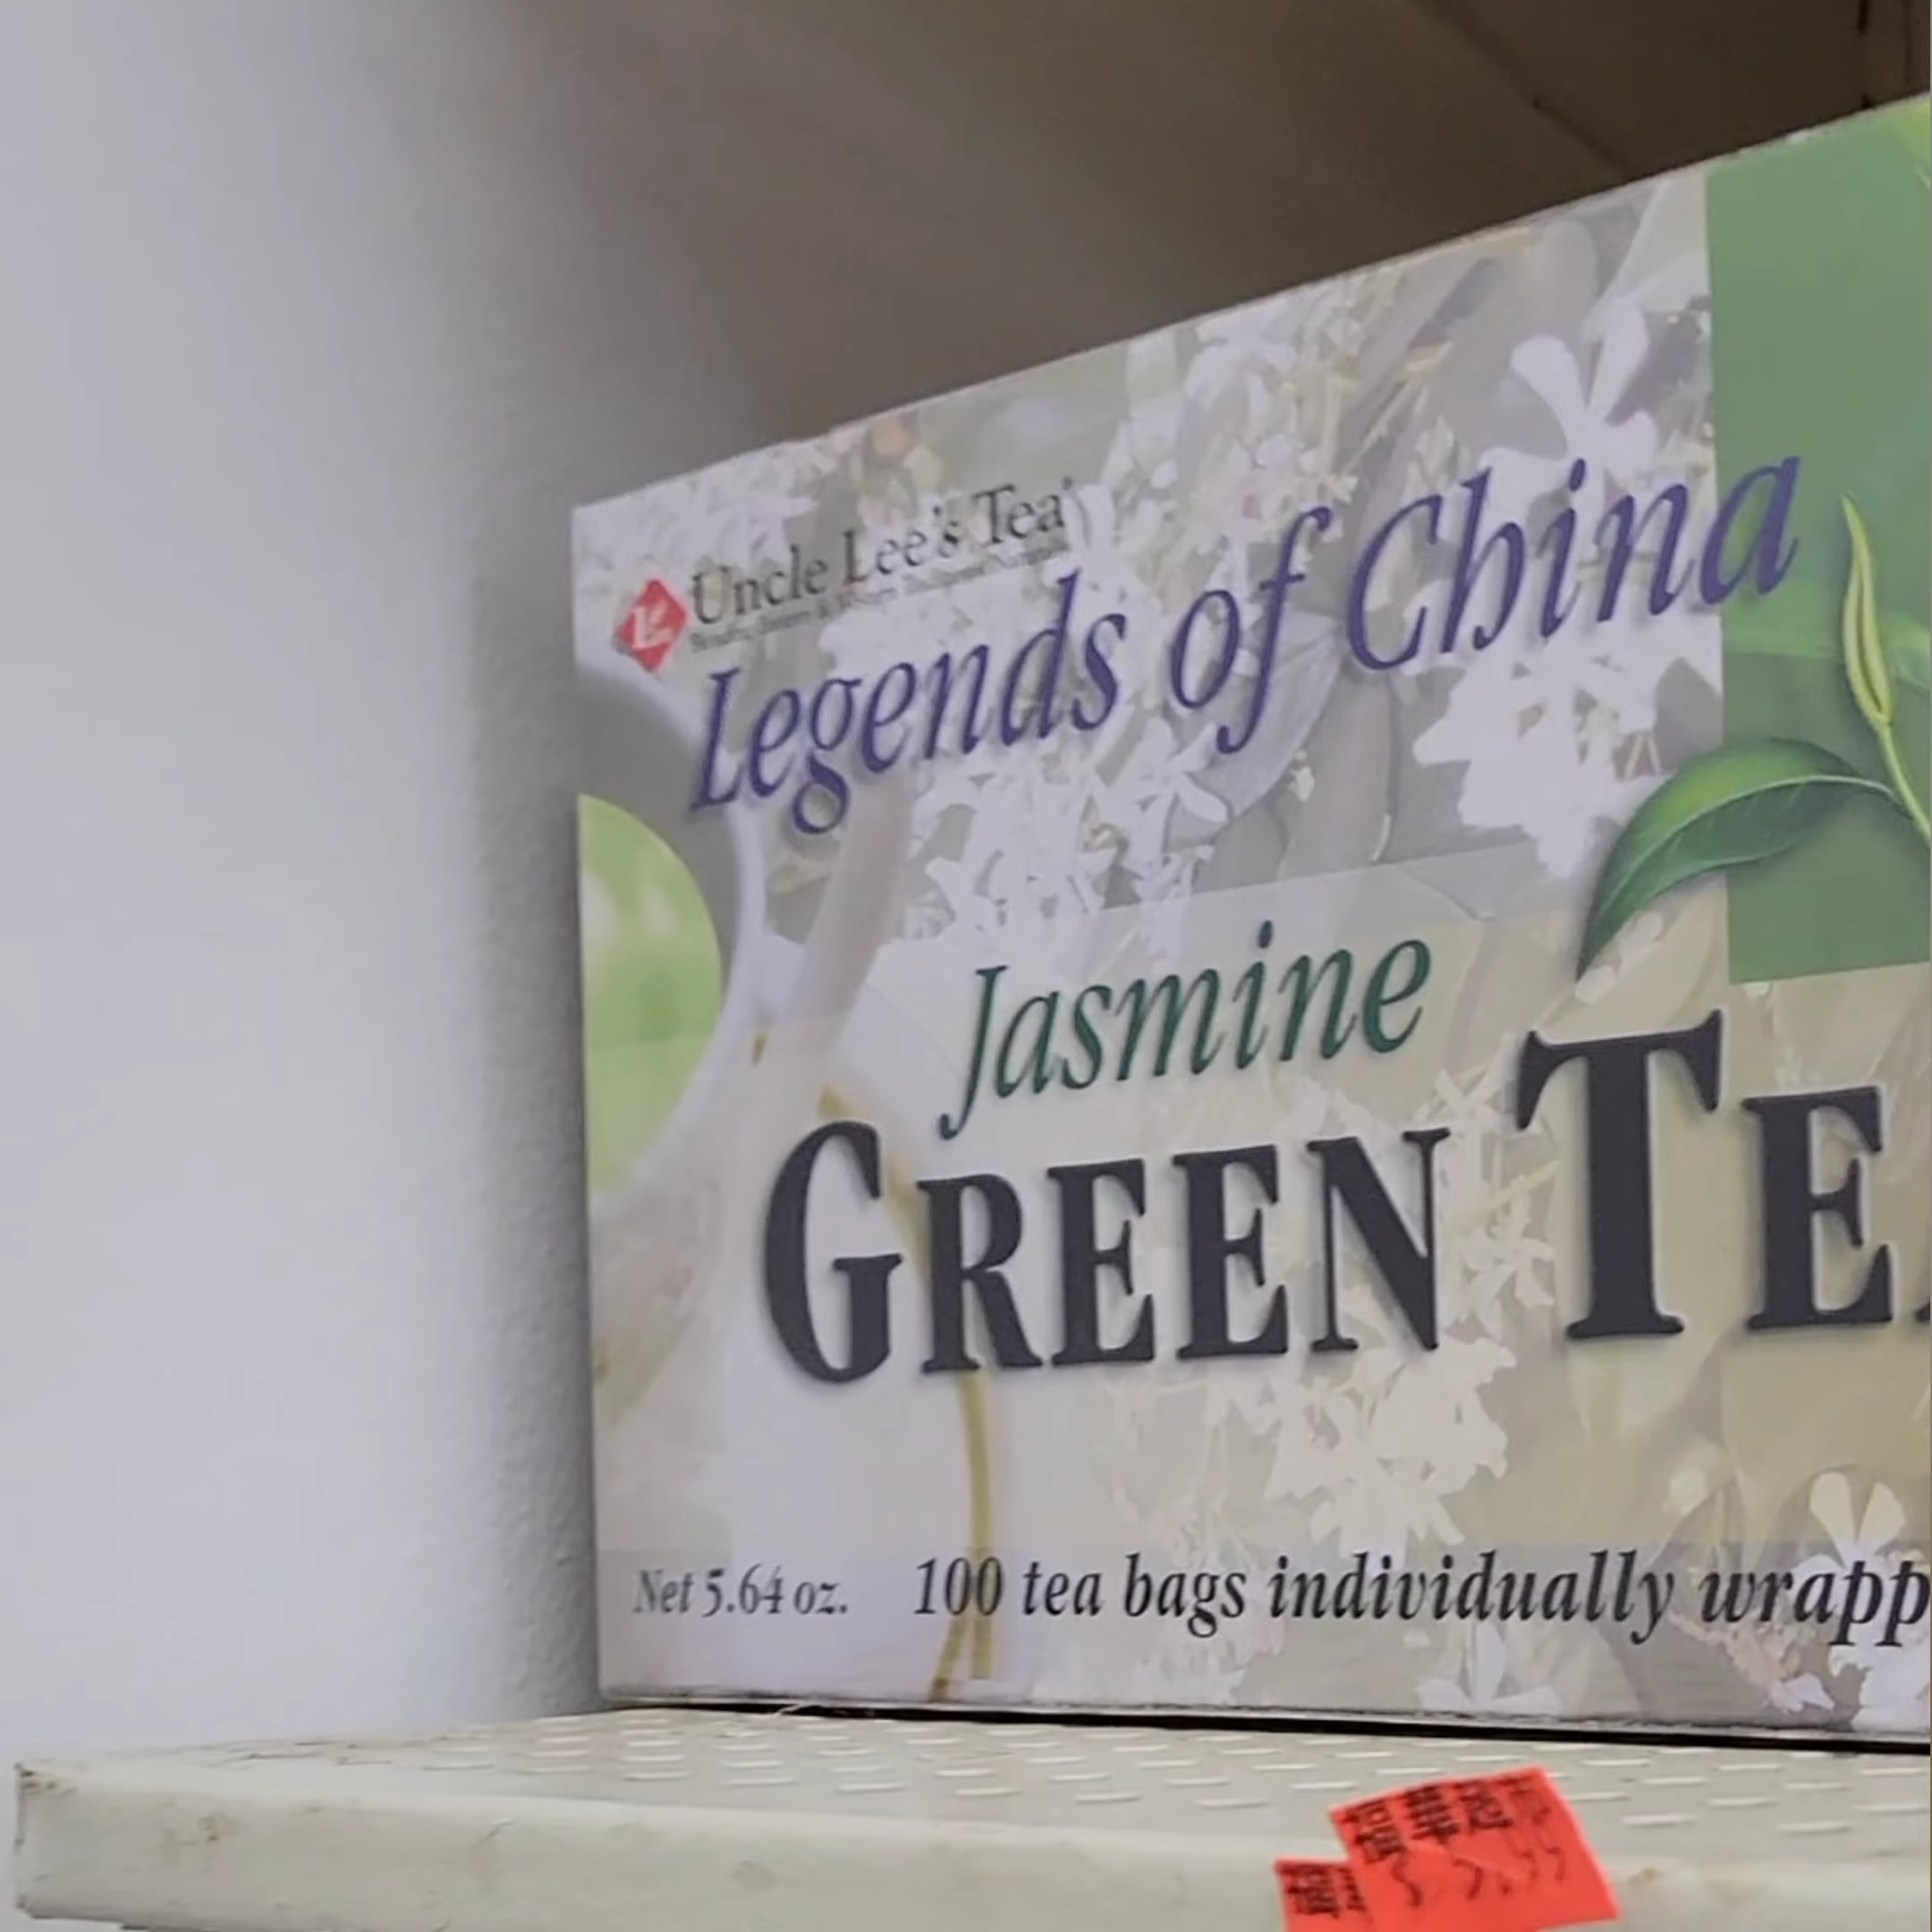 Uncle Lee's Tea
Legends of China
Jasmine
GREEN TE
Net 5.64 oz. 100 tea bags individually wrapp